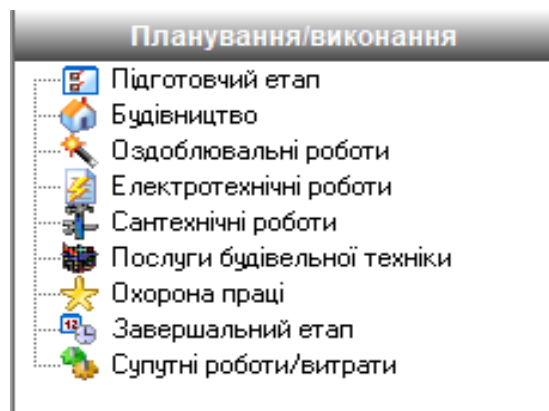 Планування/виконання
Підготовчий етап
Будівництво
Оздоблювальні роботи
Електротехнічні роботи
Сантехнічні роботи
Послуги будівельної техніки
Охорона праці
Завершальний етап
Супутні роботи/витрати